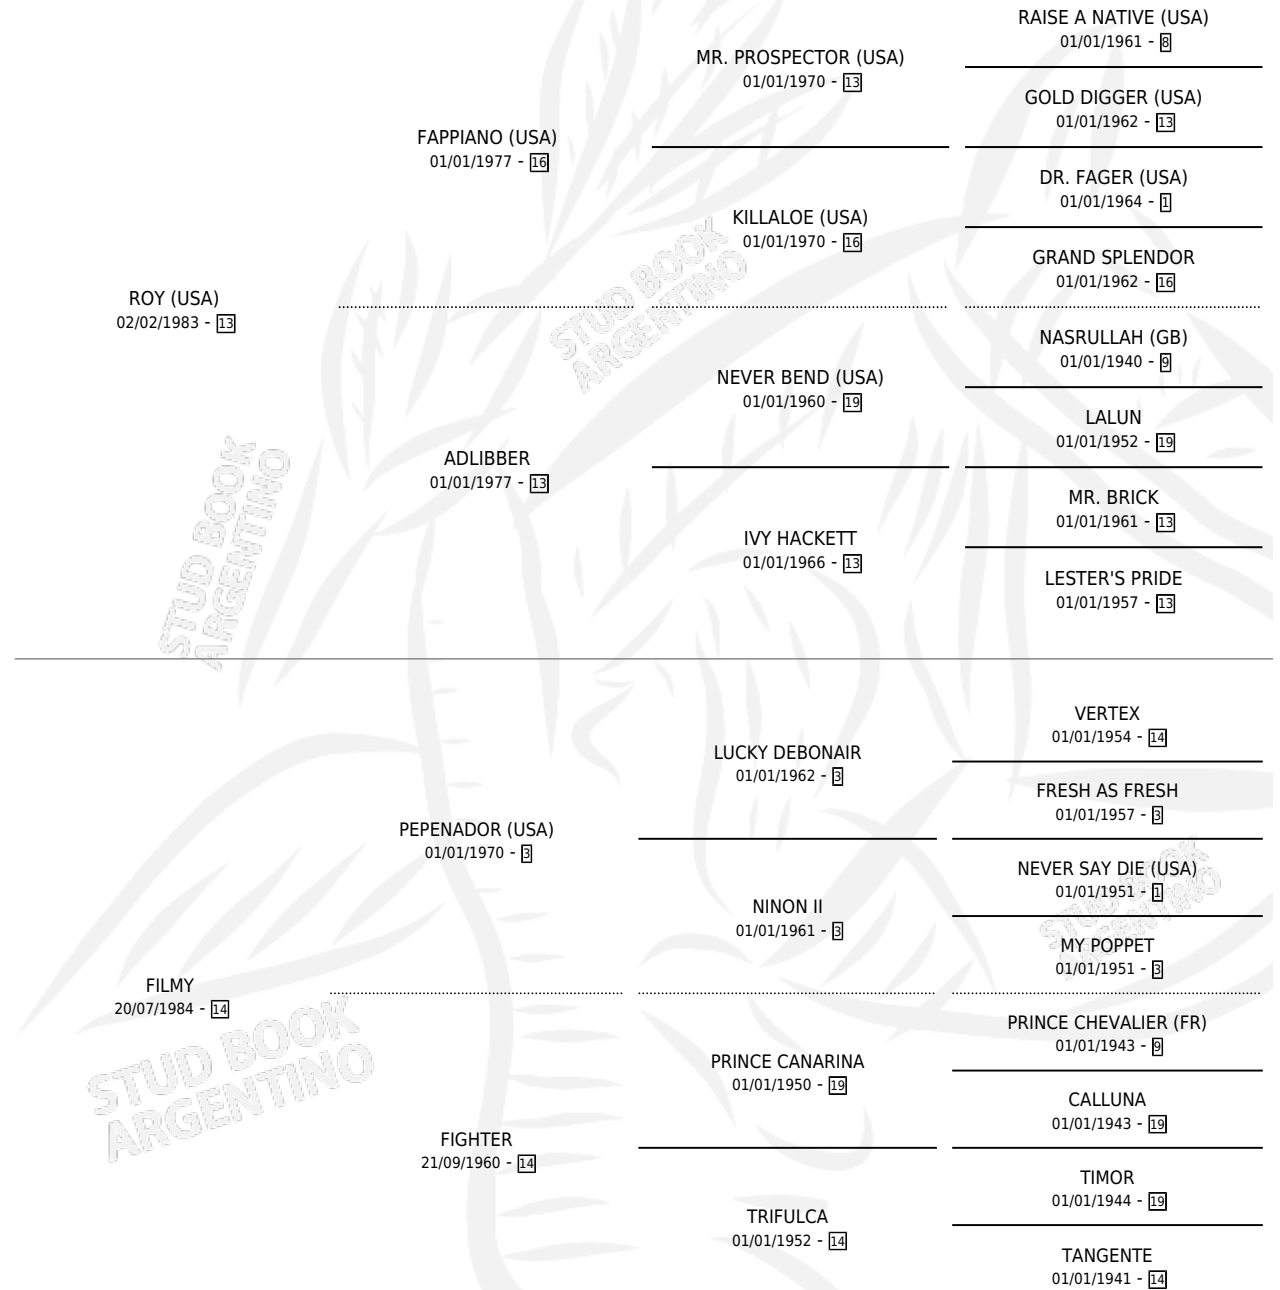 RAISE A NATIVE (USA)
01/01/1961 - 8
MR. PROSPECTOR (USA)
01/01/1970 - 13
GOLD DIGGER (USA)
01/01/1962 - 13
FAPPIANO (USA)
01/01/1977 - 16
DR. FAGER (USA)
01/01/1964 - 1
KILLALOE (USA)
01/01/1970 - 16
GRAND SPLENDOR
01/01/1962 - 16
STUD BOOK
ARGENTINO
ROY (USA)
02/02/1983 - 13
NASRULLAH (GB)
01/01/1940 - 9
NEVER BEND (USA)
01/01/1960 - 19
LALUN
01/01/1952 - 19
ADLIBBER
01/01/1977 - 13
STUD BOOK
ARGENTINO
MR. BRICK
01/01/1961 - 13
IVY HACKETT
01/01/1966 - 13
LESTER'S PRIDE
01/01/1957 - 13
VERTEX
01/01/1954 - 14
LUCKY DEBONAIR
01/01/1962 - 3
FRESH AS FRESH
01/01/1957 - 3
PEPENADOR (USA)
01/01/1970 - 3
NEVER SAY DIE (USA)
01/01/1951 - 1
STUD BOOK
ARGENTINO
NINON II
01/01/1961 - 3
MY POPPET
01/01/1951 - 3
FILMY
20/07/1984 - 14
STUD BOOK
ARGENTINO
PRINCE CHEVALIER (FR)
01/01/1943 - 9
PRINCE CANARINA
01/01/1950 - 19
CALLUNA
01/01/1943 - 19
FIGHTER
21/09/1960 - 14
TIMOR
01/01/1944 - 19
TRIFULCA
01/01/1952 - 14
TANGENTE
01/01/1941 - 14